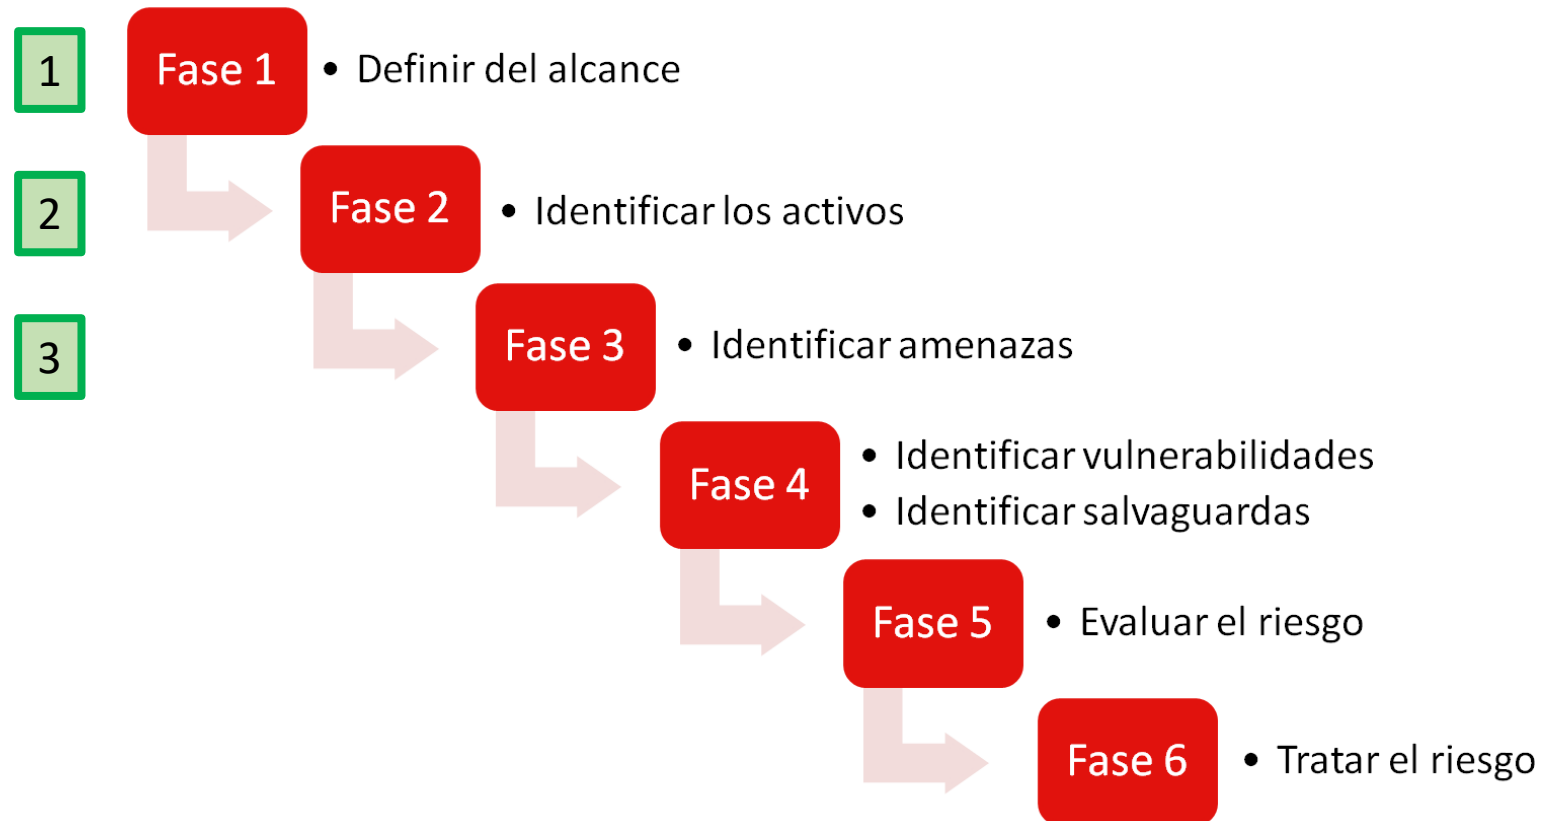 1
Fase 1
• Definir del alcance
2
Fase 2
• Identificar los activos
3
Fase 3
• Identificar amenazas
Fase 4
• Identificar vulnerabilidades
• Identificar salvaguardas
Fase 5
• Evaluar el riesgo
Fase 6
• Tratar el riesgo